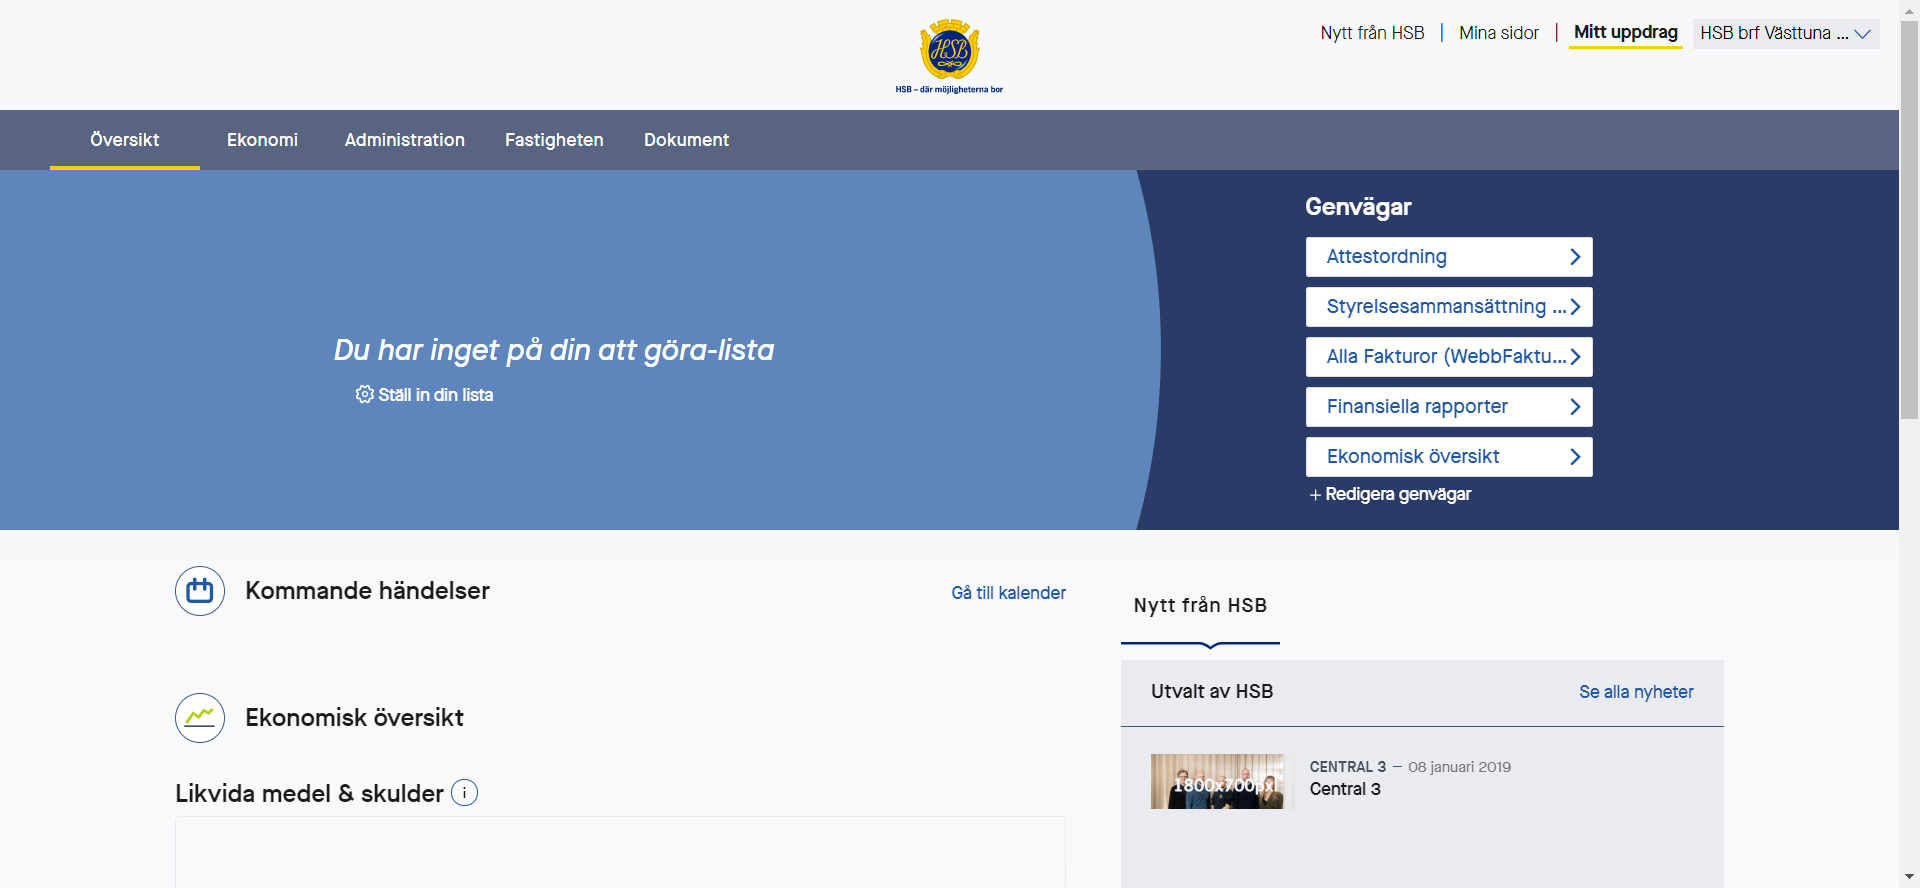 Nytt från HSB
Mina sidor
Mitt uppdrag
HSB brf Västtuna ...
HSB
HSB – där möjligheterna bor
Översikt
Ekonomi
Administration
Fastigheten
Dokument
Du har inget på din att göra-lista
Ställ in din lista
Genvägar
Attestordning
Styrelsesammansättning ...
Alla Fakturor (WebbFaktu...
Finansiella rapporter
Ekonomisk översikt
+ Redigera genvägar
Kommande händelser
Gå till kalender
Ekonomisk översikt
Likvida medel & skulder i
Nytt från HSB
Utvalt av HSB
Se alla nyheter
1800x700pxl
CENTRAL 3 – 08 januari 2019
Central 3